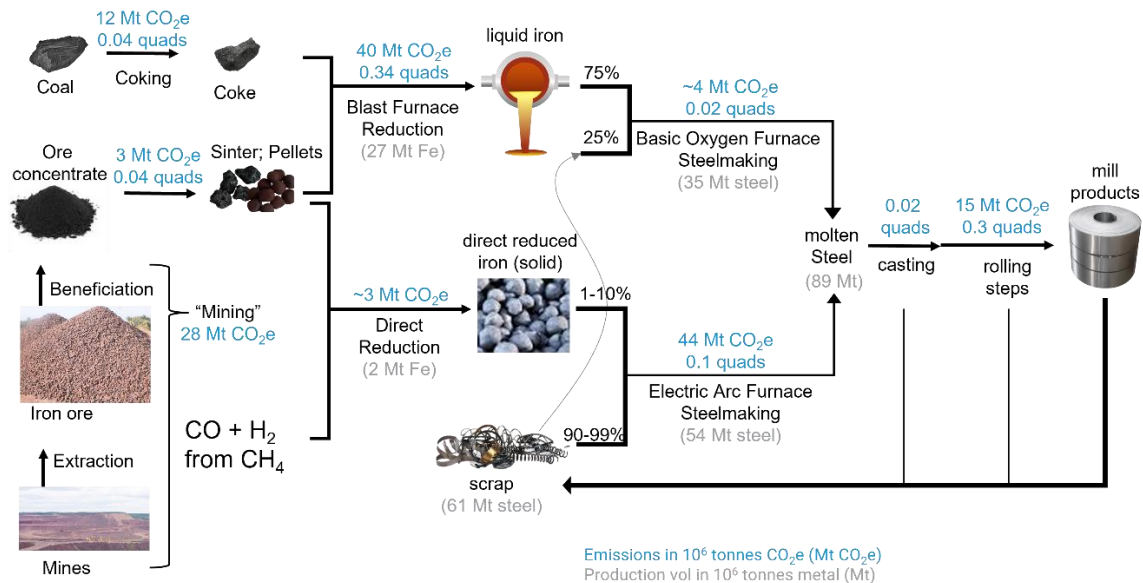 12 Mt CO₂e
0.04 quads
Coal
Coking
Coke
40 Mt CO₂e
0.34 quads
Blast Furnace
Reduction
(27 Mt Fe)
liquid iron
75%
25%
~4 Mt CO₂e
0.02 quads
Basic Oxygen Furnace
Steelmaking
(35 Mt steel)
Ore
concentrate
3 Mt CO₂e
0.04 quads
Sinter; Pellets
Beneficiation
Iron ore
Extraction
Mines
“Mining”
28 Mt CO₂e
CO + H₂
from CH₄
~3 Mt CO₂e
Direct
Reduction
(2 Mt Fe)
direct reduced
iron (solid)
1-10%
90-99%
scrap
(61 Mt steel)
44 Mt CO₂e
0.1 quads
Electric Arc Furnace
Steelmaking
(54 Mt steel)
molten
Steel
(89 Mt)
0.02
quads
casting
15 Mt CO₂e
0.3 quads
rolling
steps
mill
products
Emissions in 10⁶ tonnes CO₂e (Mt CO₂e)
Production vol in 10⁶ tonnes metal (Mt)